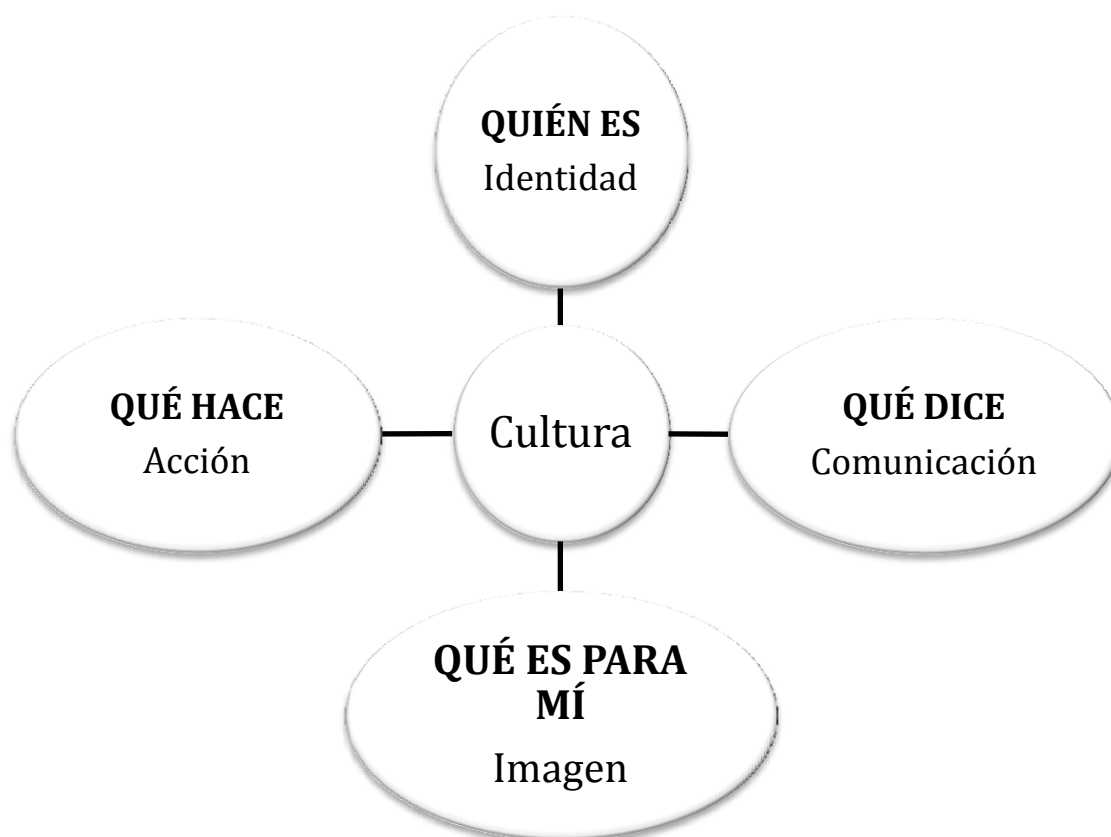 QUIÉN ES
Identidad
QUÉ HACE
Acción
Cultura
QUÉ DICE
Comunicación
QUÉ ES PARA
MÍ
Imagen